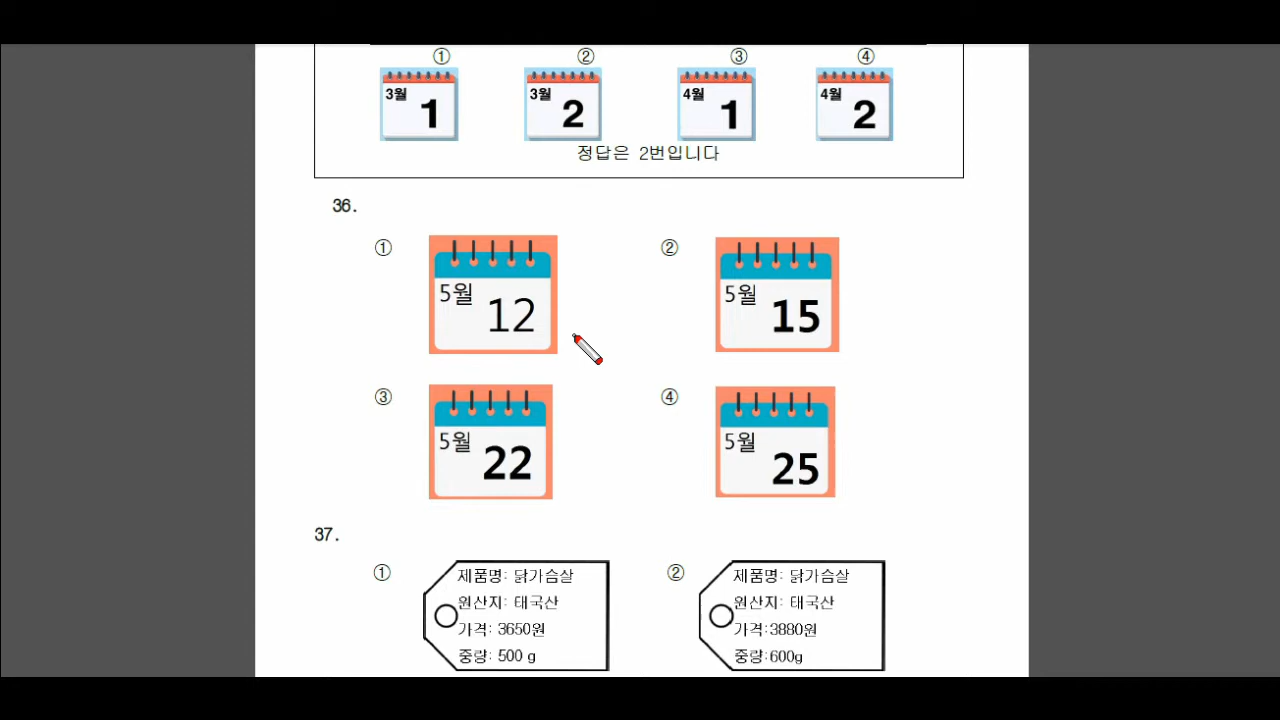 ① ② ③ ④
3월 1 3월 2 4월 1 4월 2
정답은 2번입니다
36.
① 5월 12 ② 5월 15
③ 5월 22 ④ 5월 25
37.
① ②
제품명: 닭가슴살
원산지: 태국산
가격: 3650원
중량: 500 g
제품명: 닭가슴살
원산지: 태국산
가격:3880원
중량:600g